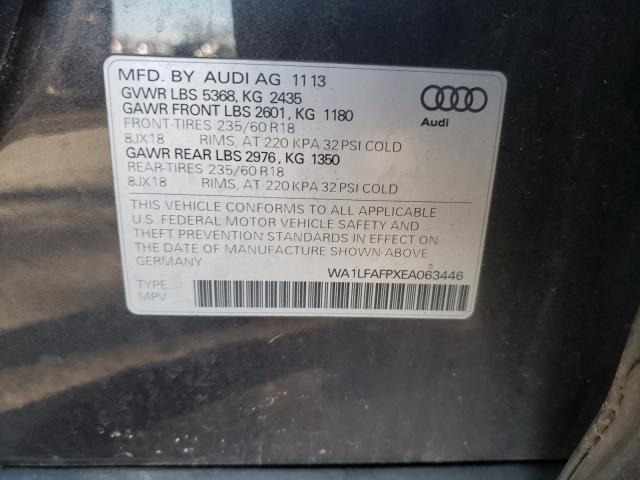 MFD. BY AUDI AG 11 13
GVWR LBS 5368, KG 2435
GAWR FRONT LBS 2601, KG 1180
FRONT-TIRES 235/60 R18
8JX18 RIMS, AT 220 KPA 32 PSI COLD
GAWR REAR LBS 2976, KG 1350
REAR-TIRES 235/60 R18
8JX18 RIMS, AT 220 KPA 32 PSI COLD
Audi
THIS VEHICLE CONFORMS TO ALL APPLICABLE
U.S. FEDERAL MOTOR VEHICLE SAFETY AND
THEFT PREVENTION STANDARDS IN EFFECT ON
THE DATE OF MANUFACTURE SHOWN ABOVE
GERMANY
WA1LFAFPXEA063446
TYPE:
MPV